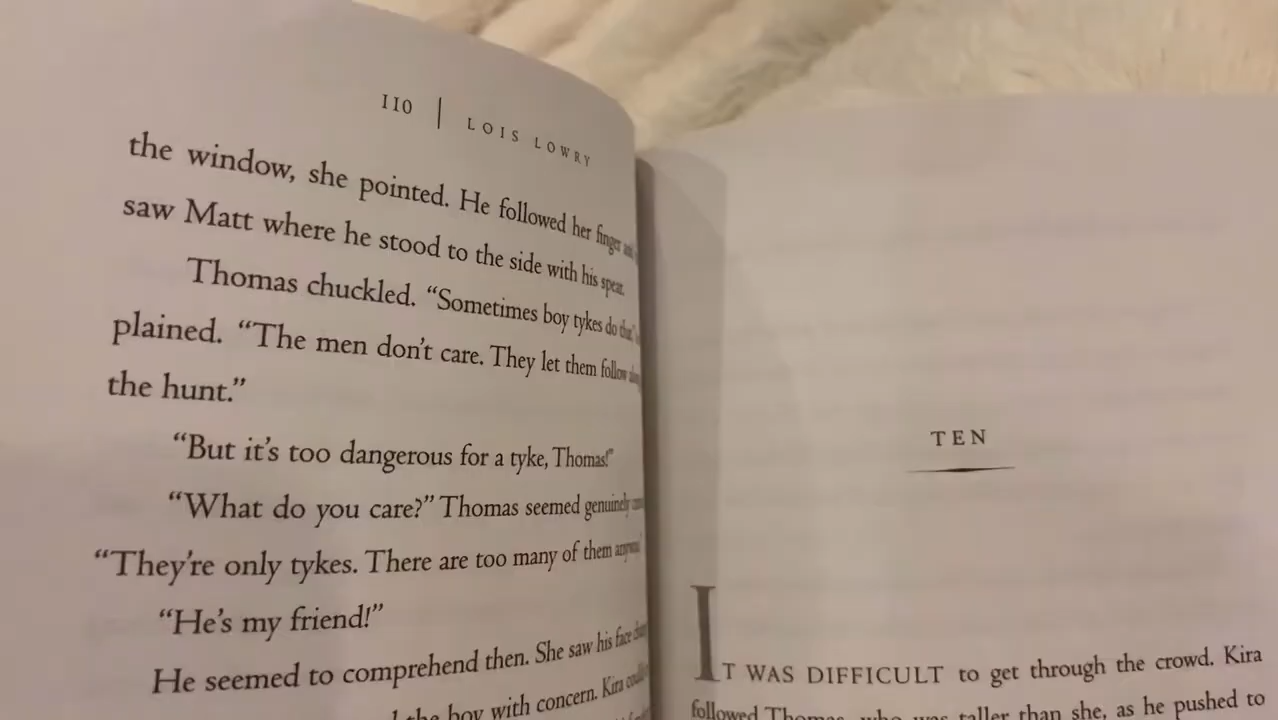 110 | LOIS LOWRY
the window, she pointed. He followed her finger
saw Matt where he stood to the side with his spear.
Thomas chuckled. “Sometimes boy tykes do that,”
plained. “The men don’t care. They let them follow along
the hunt.”
“But it’s too dangerous for a tyke, Thomas!”
“What do you care?” Thomas seemed genuinely
“They’re only tykes. There are too many of them anyway.”
“He’s my friend!”
He seemed to comprehend then. She saw his face
the boy with concern. Kira
TEN
IT WAS DIFFICULT to get through the crowd. Kira
followed Thomas, who was taller than she, as he pushed to